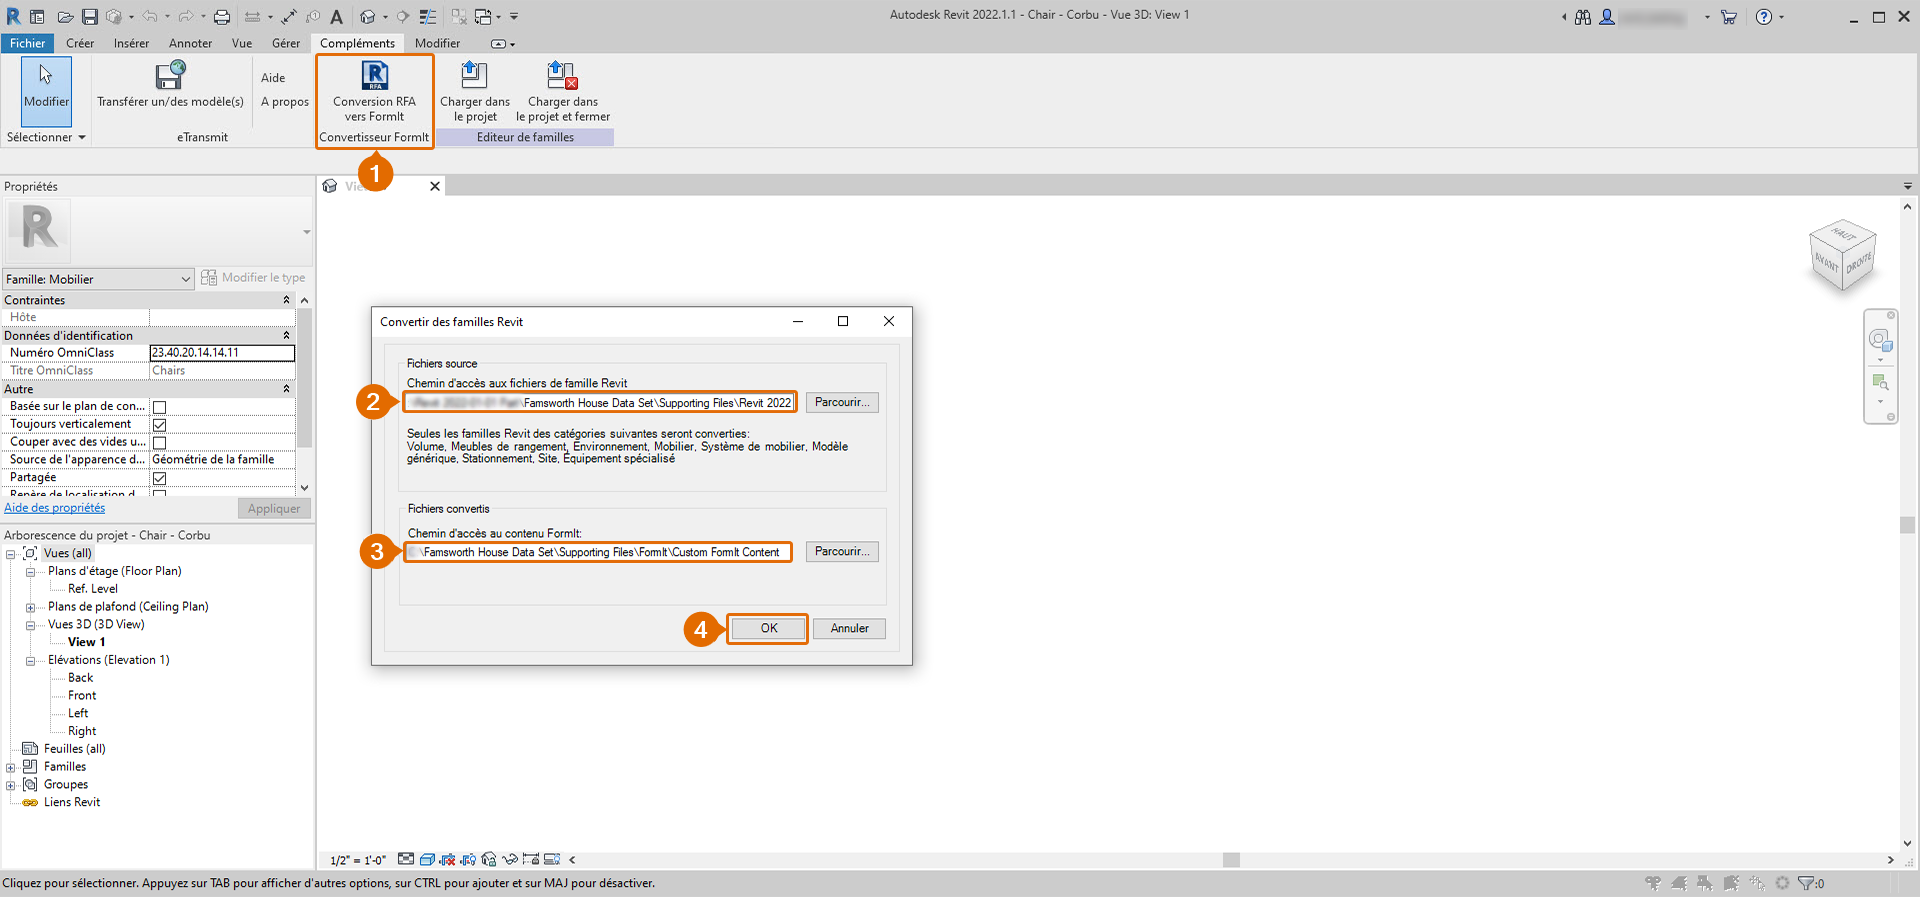 Autodesk Revit 2022.1.1 - Chair - Corbu - Vue 3D: View 1
Fichier Créer Insérer Annoter Vue Gérer Compléments Modifier
Modifier
Sélectionner
Transférer un/des modèle(s)
eTransmit
Aide
A propos
RFA
Conversion RFA
vers FormIt
Convertisseur FormIt
Charger dans
le projet
Charger dans
le projet et fermer
Editeur de familles
1
Propriétés
Famille: Mobilier
Modifier le type
Contraintes
Hôte
Données d'identification
Numéro OmniClass 23.40.20.14.14.11
Titre OmniClass Chairs
Autre
Basée sur le plan de con...
Toujours verticalement
Couper avec des vides u...
Source de l'apparence d... Géométrie de la famille
Partagée
Repère de localisation d
Aide des propriétés
Appliquer
Arborescence du projet - Chair - Corbu
Vues (all)
Plans d'étage (Floor Plan)
Ref. Level
Plans de plafond (Ceiling Plan)
Vues 3D (3D View)
View 1
Elévations (Elevation 1)
Back
Front
Left
Right
Feuilles (all)
Familles
Groupes
Liens Revit
HAUT
AVANT
DROITE
Convertir des familles Revit
Fichiers source
Chemin d'accès aux fichiers de famille Revit
2
\Farnsworth House Data Set\Supporting Files\Revit 2022
Parcourir...
Seules les familles Revit des catégories suivantes seront converties:
Volume, Meubles de rangement, Environnement, Mobilier, Système de mobilier, Modèle
générique, Stationnement, Site, Equipement spécialisé
Fichiers convertis
Chemin d'accès au contenu FormIt:
3
\Farnsworth House Data Set\Supporting Files\FormIt\Custom FormIt Content
Parcourir...
4
OK
Annuler
1/2" = 1'-0"
Cliquez pour sélectionner. Appuyez sur TAB pour afficher d'autres options, sur CTRL pour ajouter et sur MAJ pour désactiver.
:0